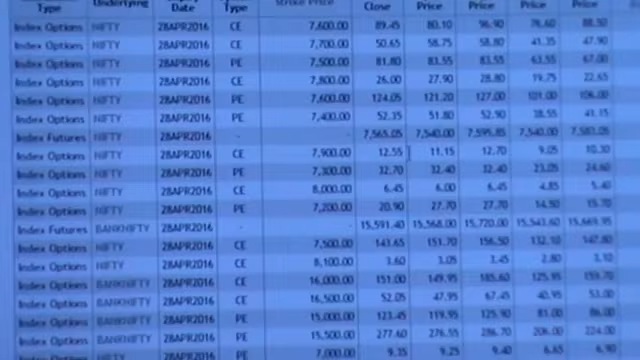 Type Underlying Date Type Strike Price Close Price Price Price Price
Index Options NIFTY 28APR2016 CE 7,600.00 89.45 80.10 96.90 76.60 88.50
Index Options NIFTY 28APR2016 CE 7,700.00 50.65 58.75 58.80 41.35 47.90
Index Options NIFTY 28APR2016 PE 7,500.00 81.80 83.55 83.55 63.55 67.00
Index Options NIFTY 28APR2016 CE 7,800.00 26.00 27.90 28.80 19.75 22.65
Index Options NIFTY 28APR2016 PE 7,600.00 124.05 121.20 127.00 101.00 106.00
Index Options NIFTY 28APR2016 PE 7,400.00 52.35 51.80 52.90 38.55 41.15
Index Futures NIFTY 28APR2016 - - 7,565.05 7,540.00 7,595.85 7,540.00 7,583.05
Index Options NIFTY 28APR2016 CE 7,900.00 12.55 11.15 12.70 9.05 10.30
Index Options NIFTY 28APR2016 PE 7,300.00 32.70 32.40 32.40 23.05 24.60
Index Options NIFTY 28APR2016 CE 8,000.00 6.45 6.00 6.45 4.85 5.40
Index Options NIFTY 28APR2016 PE 7,200.00 20.90 27.70 27.70 14.50 15.70
Index Futures BANKNIFTY 28APR2016 - - 15,591.40 15,568.00 15,720.00 15,543.60 15,669.95
Index Options NIFTY 28APR2016 CE 7,500.00 143.65 151.70 156.50 132.10 147.80
Index Options NIFTY 28APR2016 CE 8,100.00 3.60 3.05 3.45 2.80 3.10
Index Options BANKNIFTY 28APR2016 CE 16,000.00 151.00 149.95 185.60 125.95 159.70
Index Options BANKNIFTY 28APR2016 CE 16,500.00 52.05 47.95 67.45 40.95 53.00
Index Options BANKNIFTY 28APR2016 PE 15,000.00 123.45 119.95 125.90 81.00 86.00
Index Options BANKNIFTY 28APR2016 PE 15,500.00 277.60 276.55 286.70 206.00 224.00
Index Options NIFTY 28APR2016 PE 7,000.00 9.35 9.25 9.40 6.65 6.90